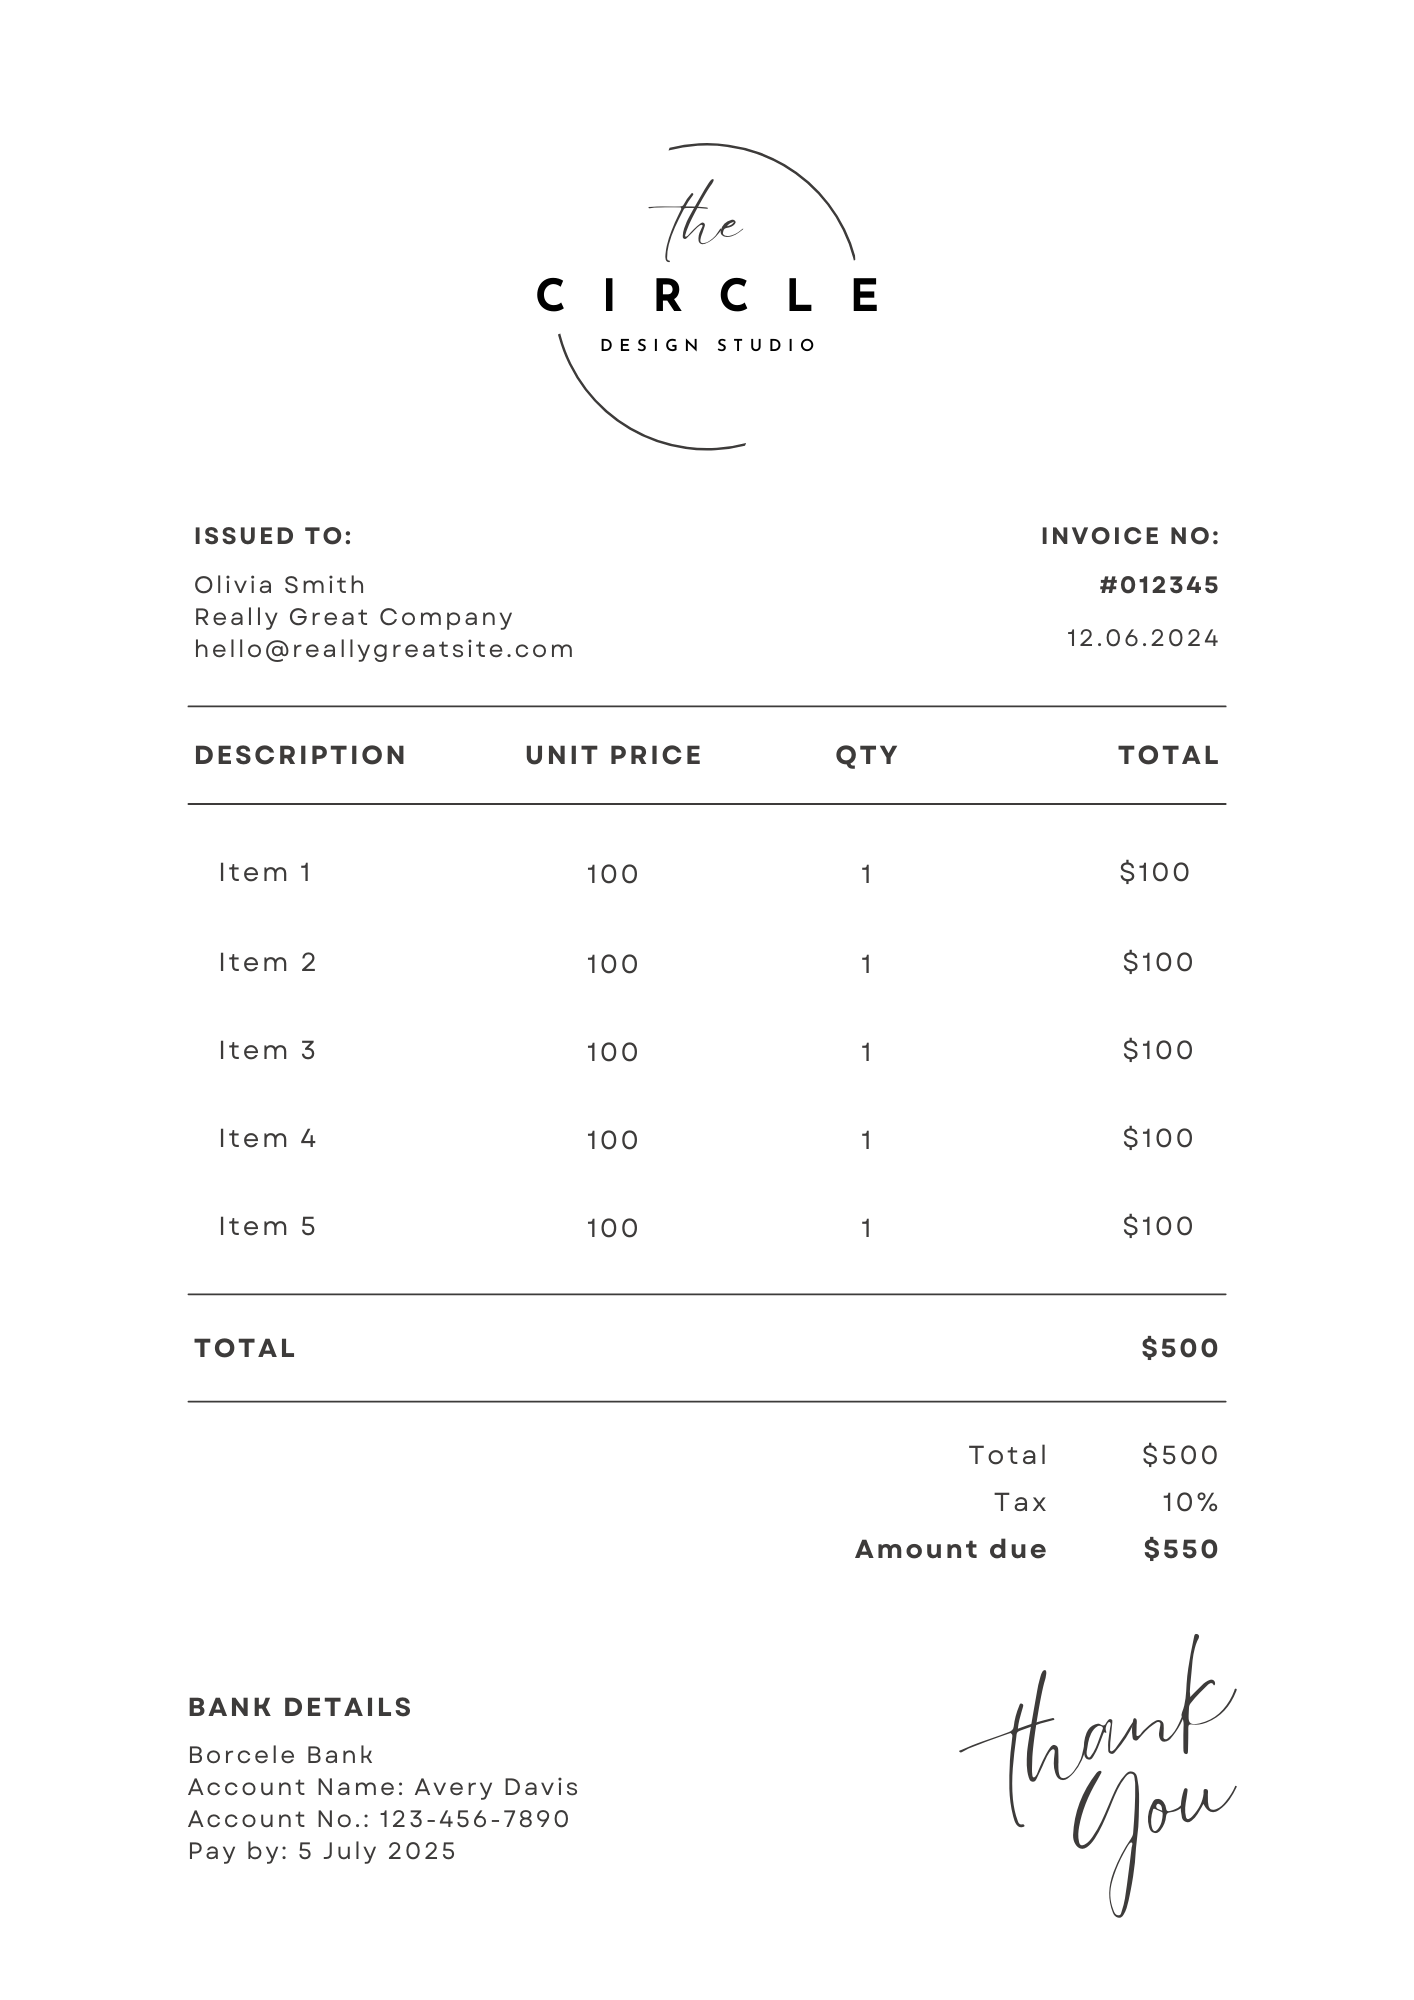 the
CIRCLE
DESIGN STUDIO
ISSUED TO:
Olivia Smith
Really Great Company
hello@reallygreatsite.com
INVOICE NO:
#012345
12.06.2024
DESCRIPTION UNIT PRICE QTY TOTAL
Item 1 100 1 $100
Item 2 100 1 $100
Item 3 100 1 $100
Item 4 100 1 $100
Item 5 100 1 $100
TOTAL $500
Total $500
Tax 10%
Amount due $550
BANK DETAILS
Borcele Bank
Account Name: Avery Davis
Account No.: 123-456-7890
Pay by: 5 July 2025
thank
you